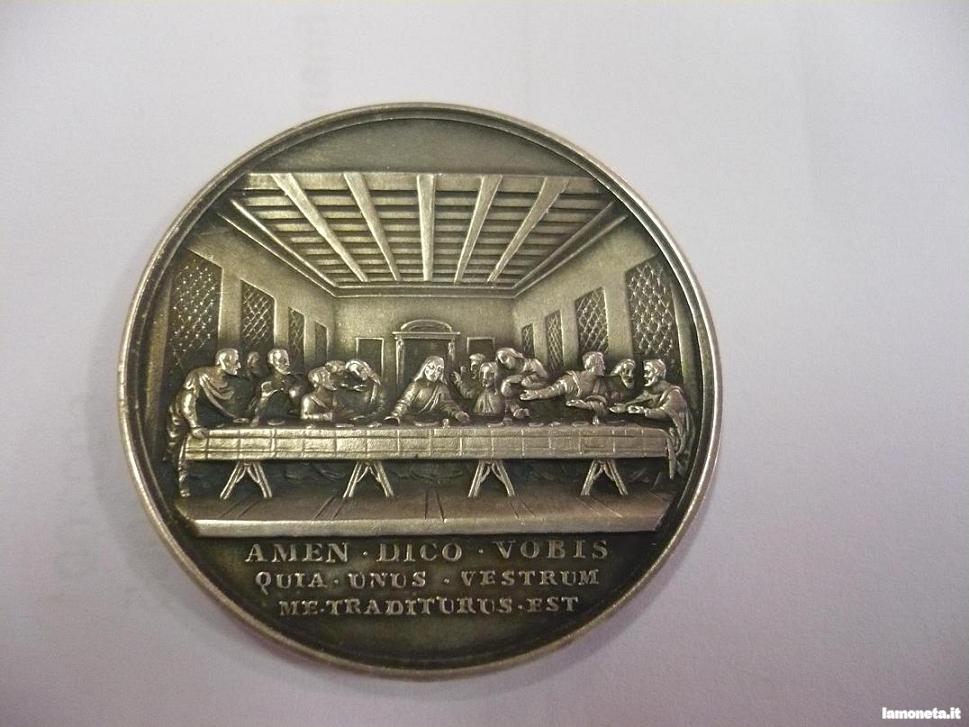 AMEN · DICO · VOBIS
QUIA · UNUS · VESTRUM
ME · TRADITURUS · EST
lamoneta.it